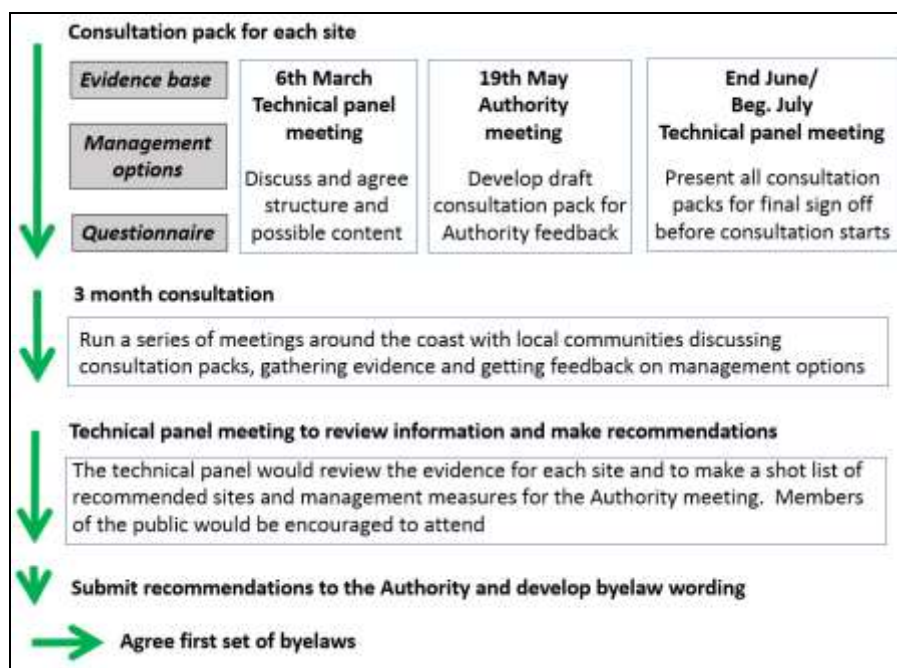 Consultation pack for each site
Evidence base
Management
options
Questionnaire
6th March
Technical panel
meeting
Discuss and agree
structure and
possible content
19th May
Authority
meeting
Develop draft
consultation pack for
Authority feedback
End June/
Beg. July
Technical panel meeting
Present all consultation
packs for final sign off
before consultation starts
3 month consultation
Run a series of meetings around the coast with local communities discussing
consultation packs, gathering evidence and getting feedback on management options
Technical panel meeting to review information and make recommendations
The technical panel would review the evidence for each site and to make a shot list of
recommended sites and management measures for the Authority meeting. Members
of the public would be encouraged to attend
Submit recommendations to the Authority and develop byelaw wording
Agree first set of byelaws